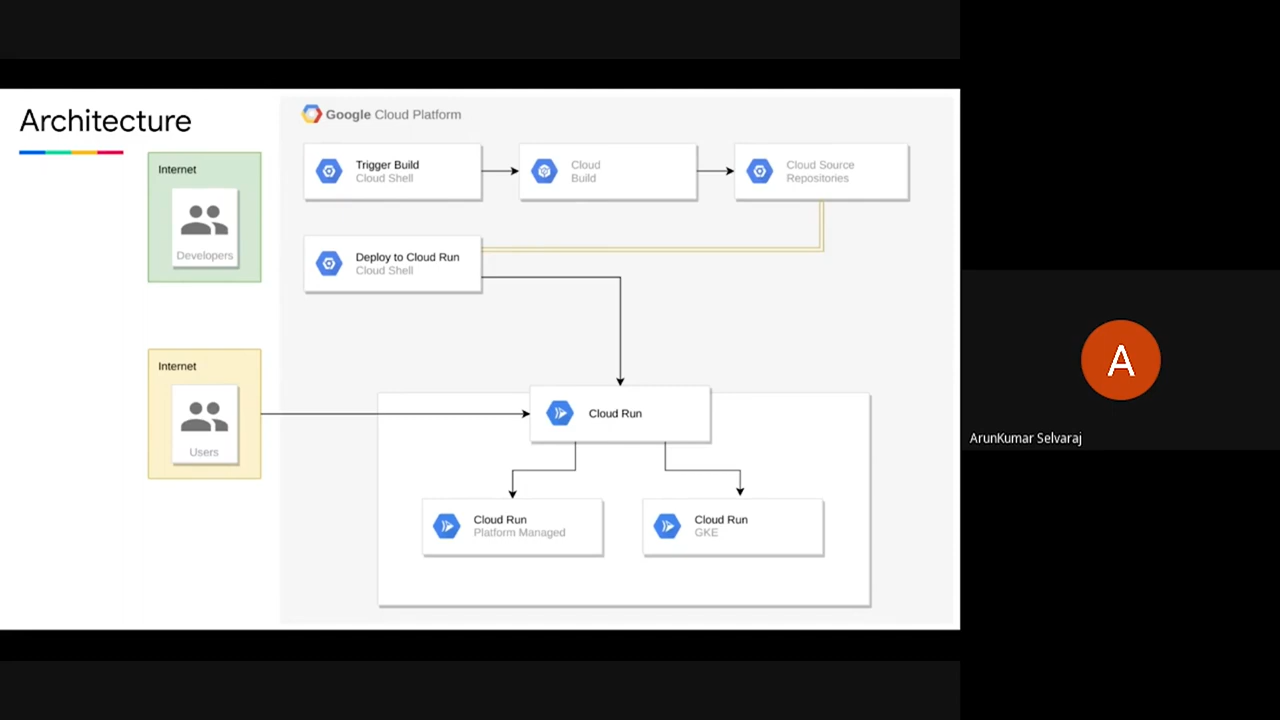 Architecture
Google Cloud Platform
Internet
Developers
Trigger Build
Cloud Shell
Cloud
Build
Cloud Source
Repositories
Deploy to Cloud Run
Cloud Shell
Internet
Users
Cloud Run
Cloud Run
Platform Managed
Cloud Run
GKE
A
ArunKumar Selvaraj